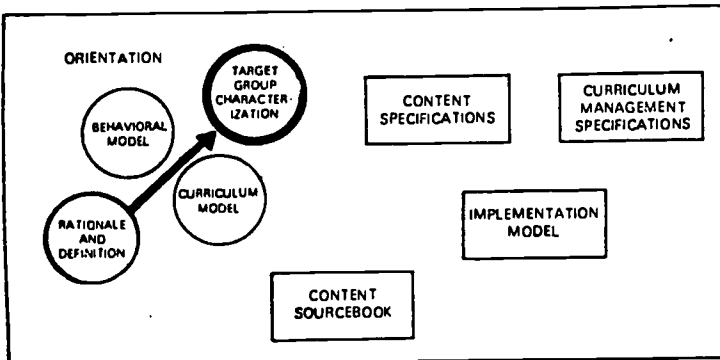 ORIENTATION
TARGET
GROUP
CHARACTER-
IZATION
BEHAVIORAL
MODEL
CURRICULUM
MODEL
RATIONALE
AND
DEFINITION
CONTENT
SPECIFICATIONS
CURRICULUM
MANAGEMENT
SPECIFICATIONS
IMPLEMENTATION
MODEL
CONTENT
SOURCEBOOK